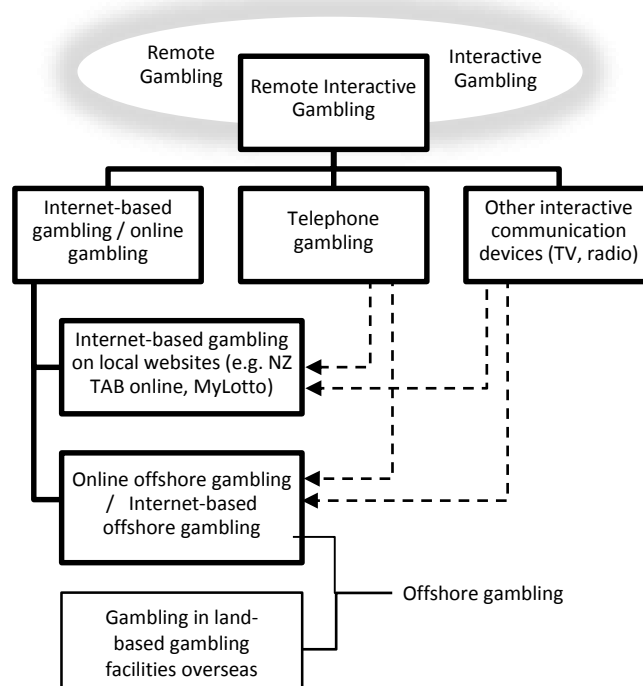 Remote
Gambling
Interactive
Gambling
Remote Interactive
Gambling
Internet-based
gambling / online
gambling
Telephone
gambling
Other interactive
communication
devices (TV, radio)
Internet-based gambling
on local websites (e.g. NZ
TAB online, MyLotto)
Online offshore gambling
/ Internet-based
offshore gambling
Offshore gambling
Gambling in land-
based gambling
facilities overseas